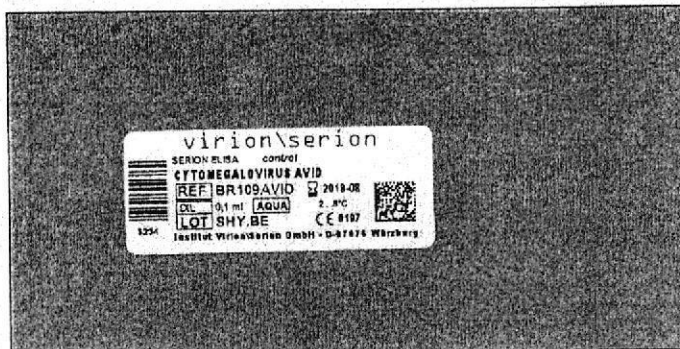 virion\serion
SERION ELISA control
CYTOMEGALOVIRUS AVID
REF BR109AVID 2019-08
0,1 ml AQUA 2..8°C
LOT SHY.BE CE 0197
Institut Virion\Serion GmbH - D-97076 Würzburg